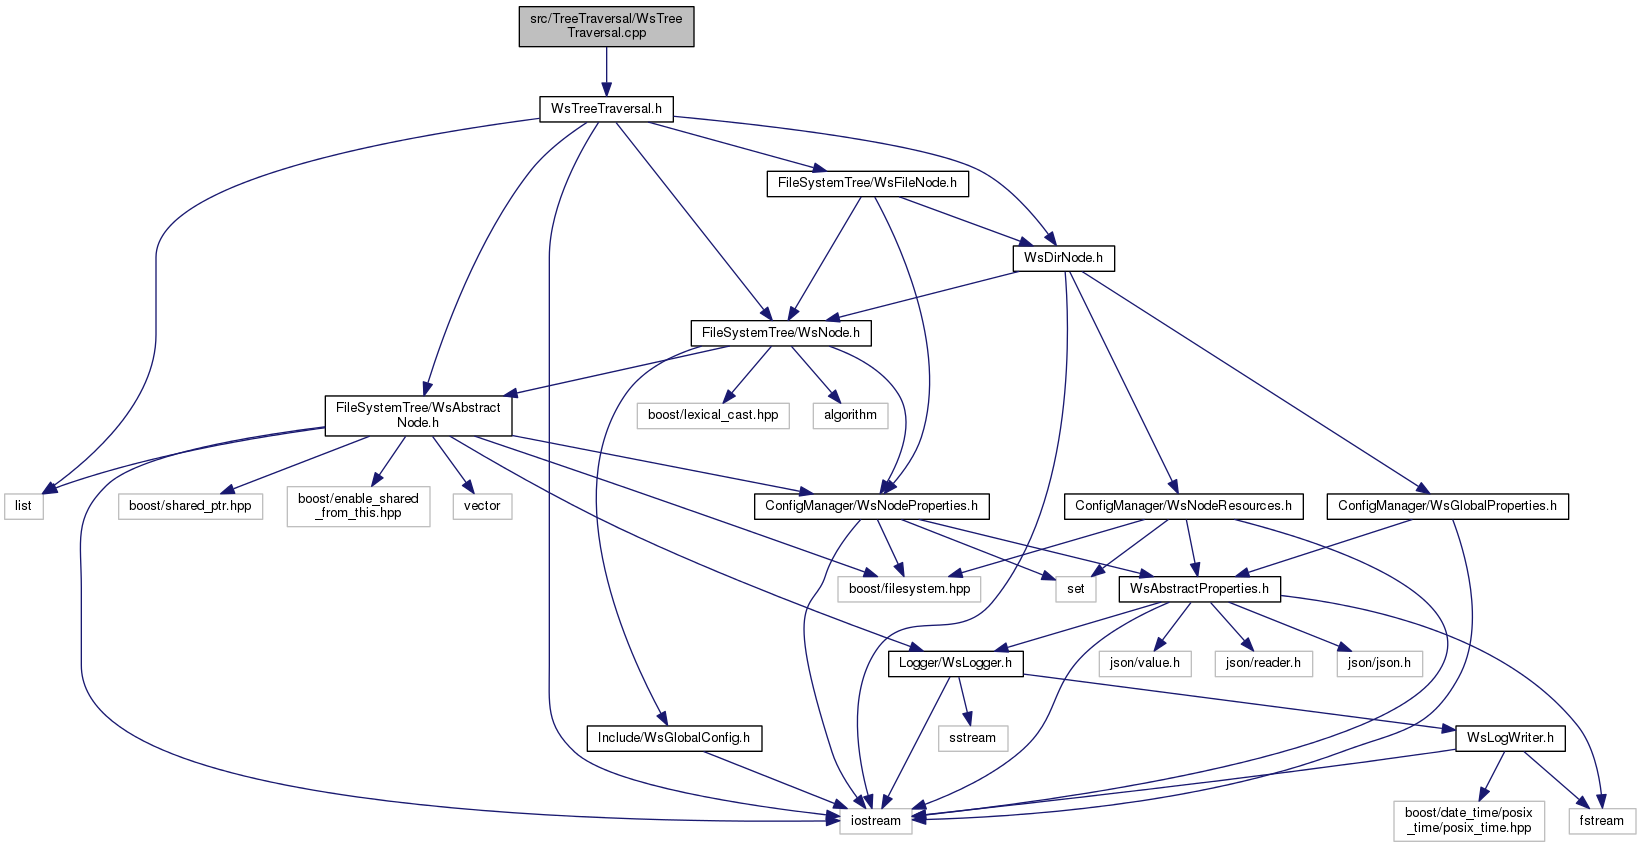 src/TreeTraversal/WsTree
Traversal.cpp
WsTreeTraversal.h
FileSystemTree/WsFileNode.h
WsDirNode.h
FileSystemTree/WsNode.h
FileSystemTree/WsAbstract
Node.h
boost/lexical_cast.hpp
algorithm
list
boost/shared_ptr.hpp
boost/enable_shared
_from_this.hpp
vector
ConfigManager/WsNodeProperties.h
ConfigManager/WsNodeResources.h
ConfigManager/WsGlobalProperties.h
boost/filesystem.hpp
set
WsAbstractProperties.h
Logger/WsLogger.h
json/value.h
json/reader.h
json/json.h
Include/WsGlobalConfig.h
sstream
WsLogWriter.h
iostream
boost/date_time/posix
_time/posix_time.hpp
fstream